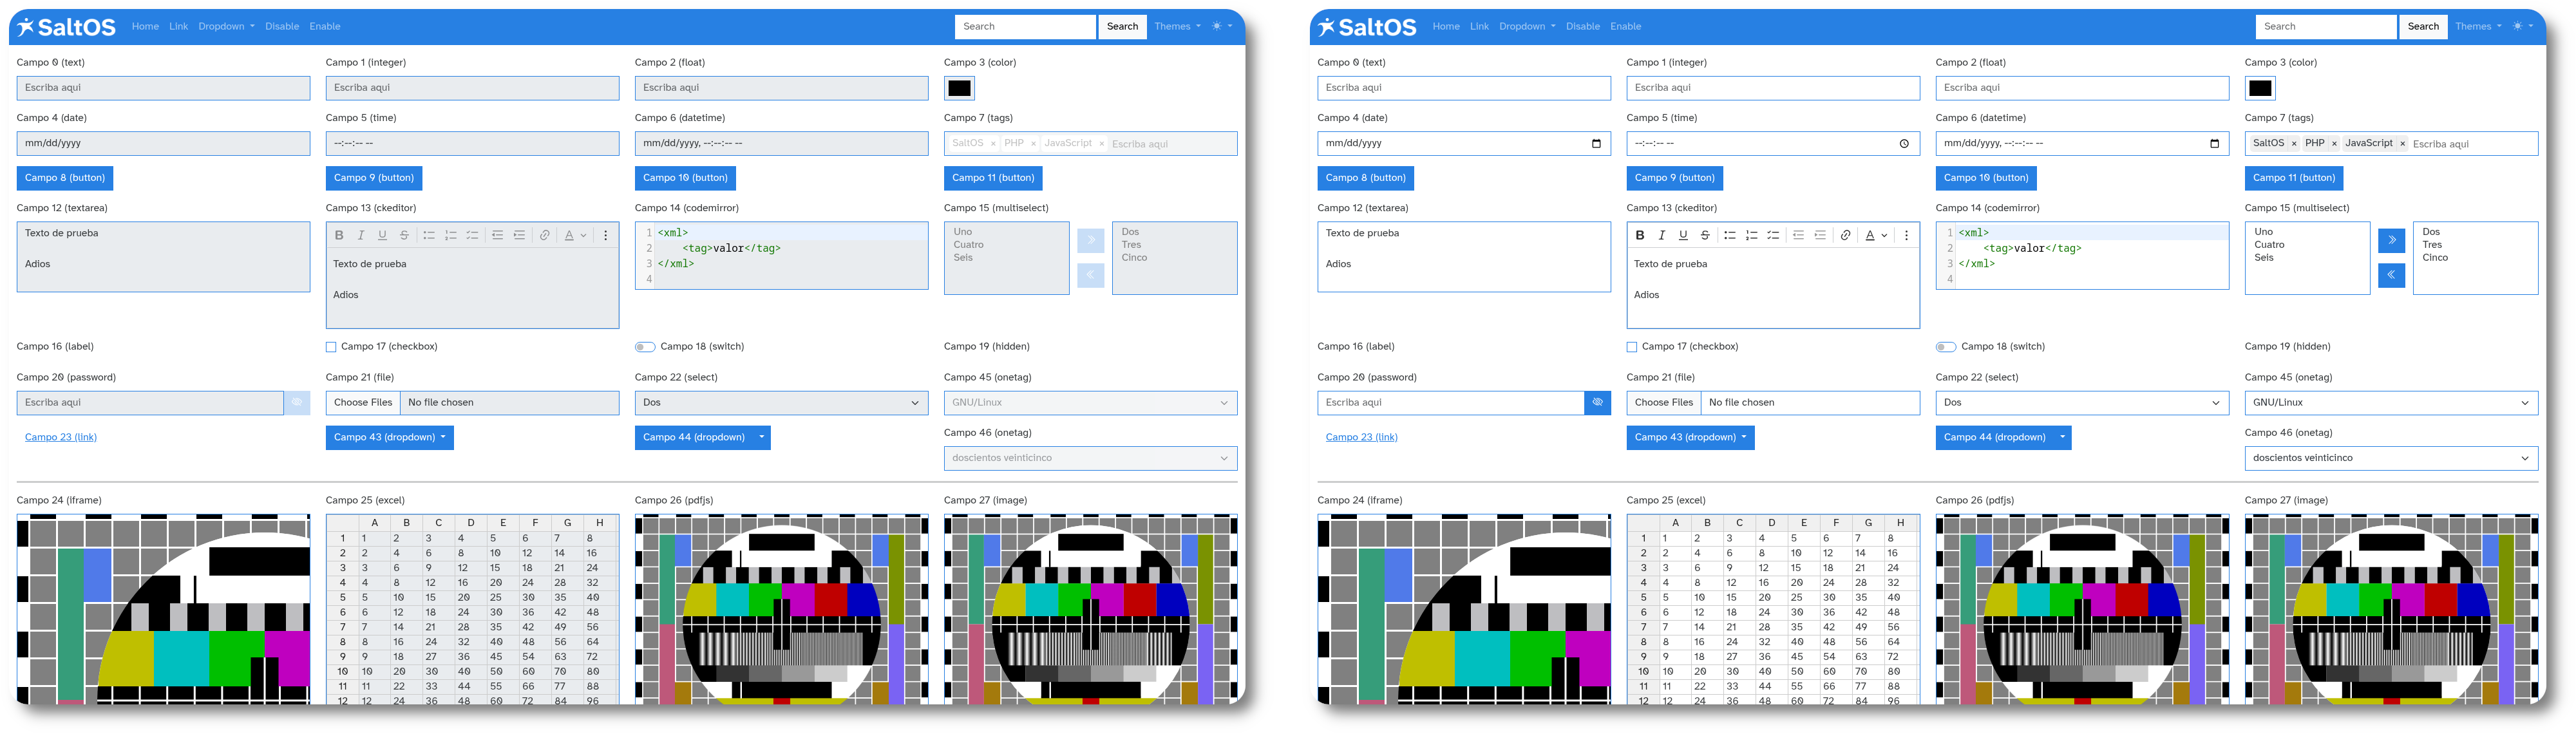 SaltOS Home Link Dropdown Disable Enable Search Search Themes
Campo 0 (text) Campo 1 (integer) Campo 2 (float) Campo 3 (color)
Escriba aqui Escriba aqui Escriba aqui
Campo 4 (date) Campo 5 (time) Campo 6 (datetime) Campo 7 (tags)
mm/dd/yyyy --:--:-- -- mm/dd/yyyy, --:--:-- -- SaltOS × PHP × JavaScript × Escriba aqui
Campo 8 (button) Campo 9 (button) Campo 10 (button) Campo 11 (button)
Campo 12 (textarea) Campo 13 (ckeditor) Campo 14 (codemirror) Campo 15 (multiselect)
Texto de prueba
Adios
B I U S A
Texto de prueba
Adios
1 <xml>
2 <tag>valor</tag>
3 </xml>
4
Uno
Cuatro
Seis
» «
Dos
Tres
Cinco
Campo 16 (label) Campo 17 (checkbox) Campo 18 (switch) Campo 19 (hidden)
Campo 20 (password) Campo 21 (file) Campo 22 (select) Campo 45 (onetag)
Escriba aqui Choose Files No file chosen Dos GNU/Linux
Campo 23 (link) Campo 43 (dropdown) Campo 44 (dropdown) Campo 46 (onetag)
doscientos veinticinco
Campo 24 (iframe) Campo 25 (excel) Campo 26 (pdfjs) Campo 27 (image)
A B C D E F G H
1 1 2 3 4 5 6 7 8
2 2 4 6 8 10 12 14 16
3 3 6 9 12 15 18 21 24
4 4 8 12 16 20 24 28 32
5 5 10 15 20 25 30 35 40
6 6 12 18 24 30 36 42 48
7 7 14 21 28 35 42 49 56
8 8 16 24 32 40 48 56 64
9 9 18 27 36 45 54 63 72
10 10 20 30 40 50 60 70 80
11 11 22 33 44 55 66 77 88
12 12 24 36 48 60 72 84 96
SaltOS Home Link Dropdown Disable Enable Search Search Themes
Campo 0 (text) Campo 1 (integer) Campo 2 (float) Campo 3 (color)
Escriba aqui Escriba aqui Escriba aqui
Campo 4 (date) Campo 5 (time) Campo 6 (datetime) Campo 7 (tags)
mm/dd/yyyy --:--:-- -- mm/dd/yyyy, --:--:-- -- SaltOS × PHP × JavaScript × Escriba aqui
Campo 8 (button) Campo 9 (button) Campo 10 (button) Campo 11 (button)
Campo 12 (textarea) Campo 13 (ckeditor) Campo 14 (codemirror) Campo 15 (multiselect)
Texto de prueba
Adios
B I U S A
Texto de prueba
Adios
1 <xml>
2 <tag>valor</tag>
3 </xml>
4
Uno
Cuatro
Seis
» «
Dos
Tres
Cinco
Campo 16 (label) Campo 17 (checkbox) Campo 18 (switch) Campo 19 (hidden)
Campo 20 (password) Campo 21 (file) Campo 22 (select) Campo 45 (onetag)
Escriba aqui Choose Files No file chosen Dos GNU/Linux
Campo 23 (link) Campo 43 (dropdown) Campo 44 (dropdown) Campo 46 (onetag)
doscientos veinticinco
Campo 24 (iframe) Campo 25 (excel) Campo 26 (pdfjs) Campo 27 (image)
A B C D E F G H
1 1 2 3 4 5 6 7 8
2 2 4 6 8 10 12 14 16
3 3 6 9 12 15 18 21 24
4 4 8 12 16 20 24 28 32
5 5 10 15 20 25 30 35 40
6 6 12 18 24 30 36 42 48
7 7 14 21 28 35 42 49 56
8 8 16 24 32 40 48 56 64
9 9 18 27 36 45 54 63 72
10 10 20 30 40 50 60 70 80
11 11 22 33 44 55 66 77 88
12 12 24 36 48 60 72 84 96